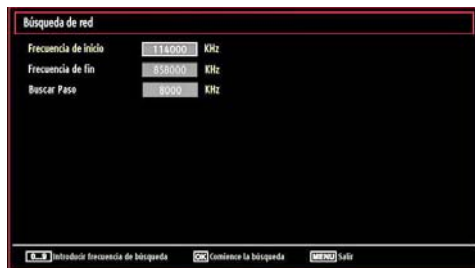 Búsqueda de red
Frecuencia de inicio 114000 KHz
Frecuencia de fin 858000 KHz
Buscar Paso 8000 KHz
0...9 Introducir frecuencia de búsqueda OK Comience la búsqueda MENU Salir